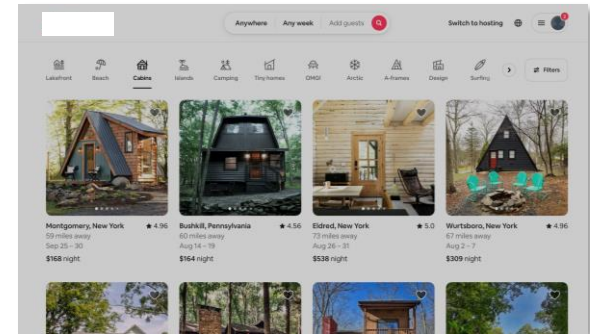 Anywhere Any week Add guests
Switch to hosting
Lakefront Beach Cabins Islands Camping Tiny homes OMG! Arctic A-frames Design Surfing
Filters
Montgomery, New York ★ 4.96
59 miles away
Sep 25 – 30
$168 night
Bushkill, Pennsylvania ★ 4.56
60 miles away
Aug 14 – 19
$164 night
Eldred, New York ★ 5.0
73 miles away
Aug 26 – 31
$538 night
Wurtsboro, New York ★ 4.96
67 miles away
Aug 2 – 7
$309 night